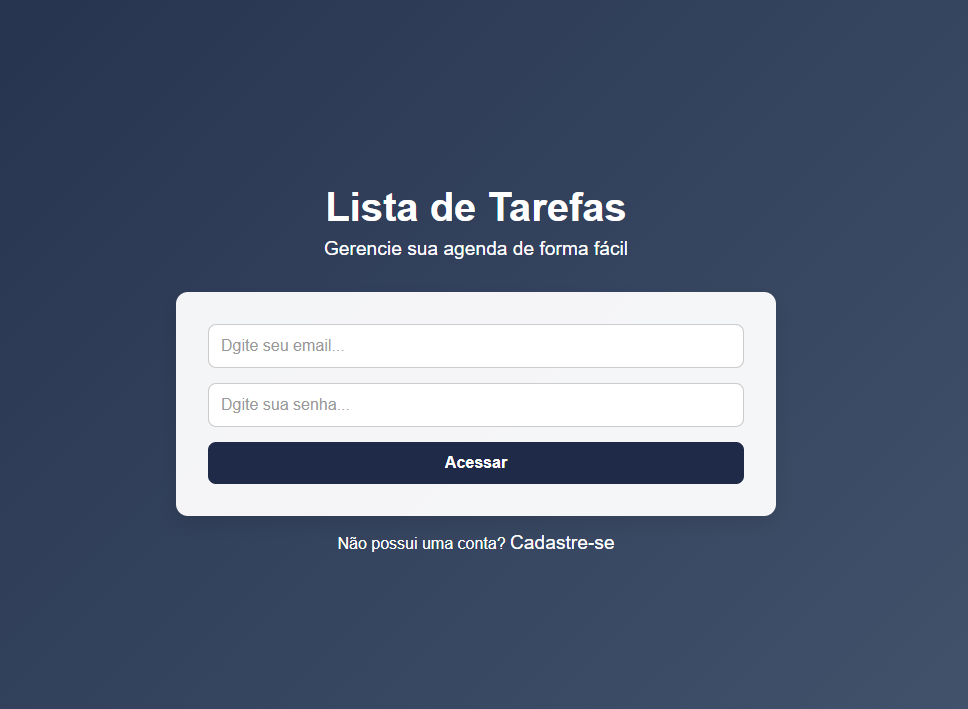 Lista de Tarefas
Gerencie sua agenda de forma fácil
Dgite seu email...
Dgite sua senha...
Acessar
Não possui uma conta? Cadastre-se